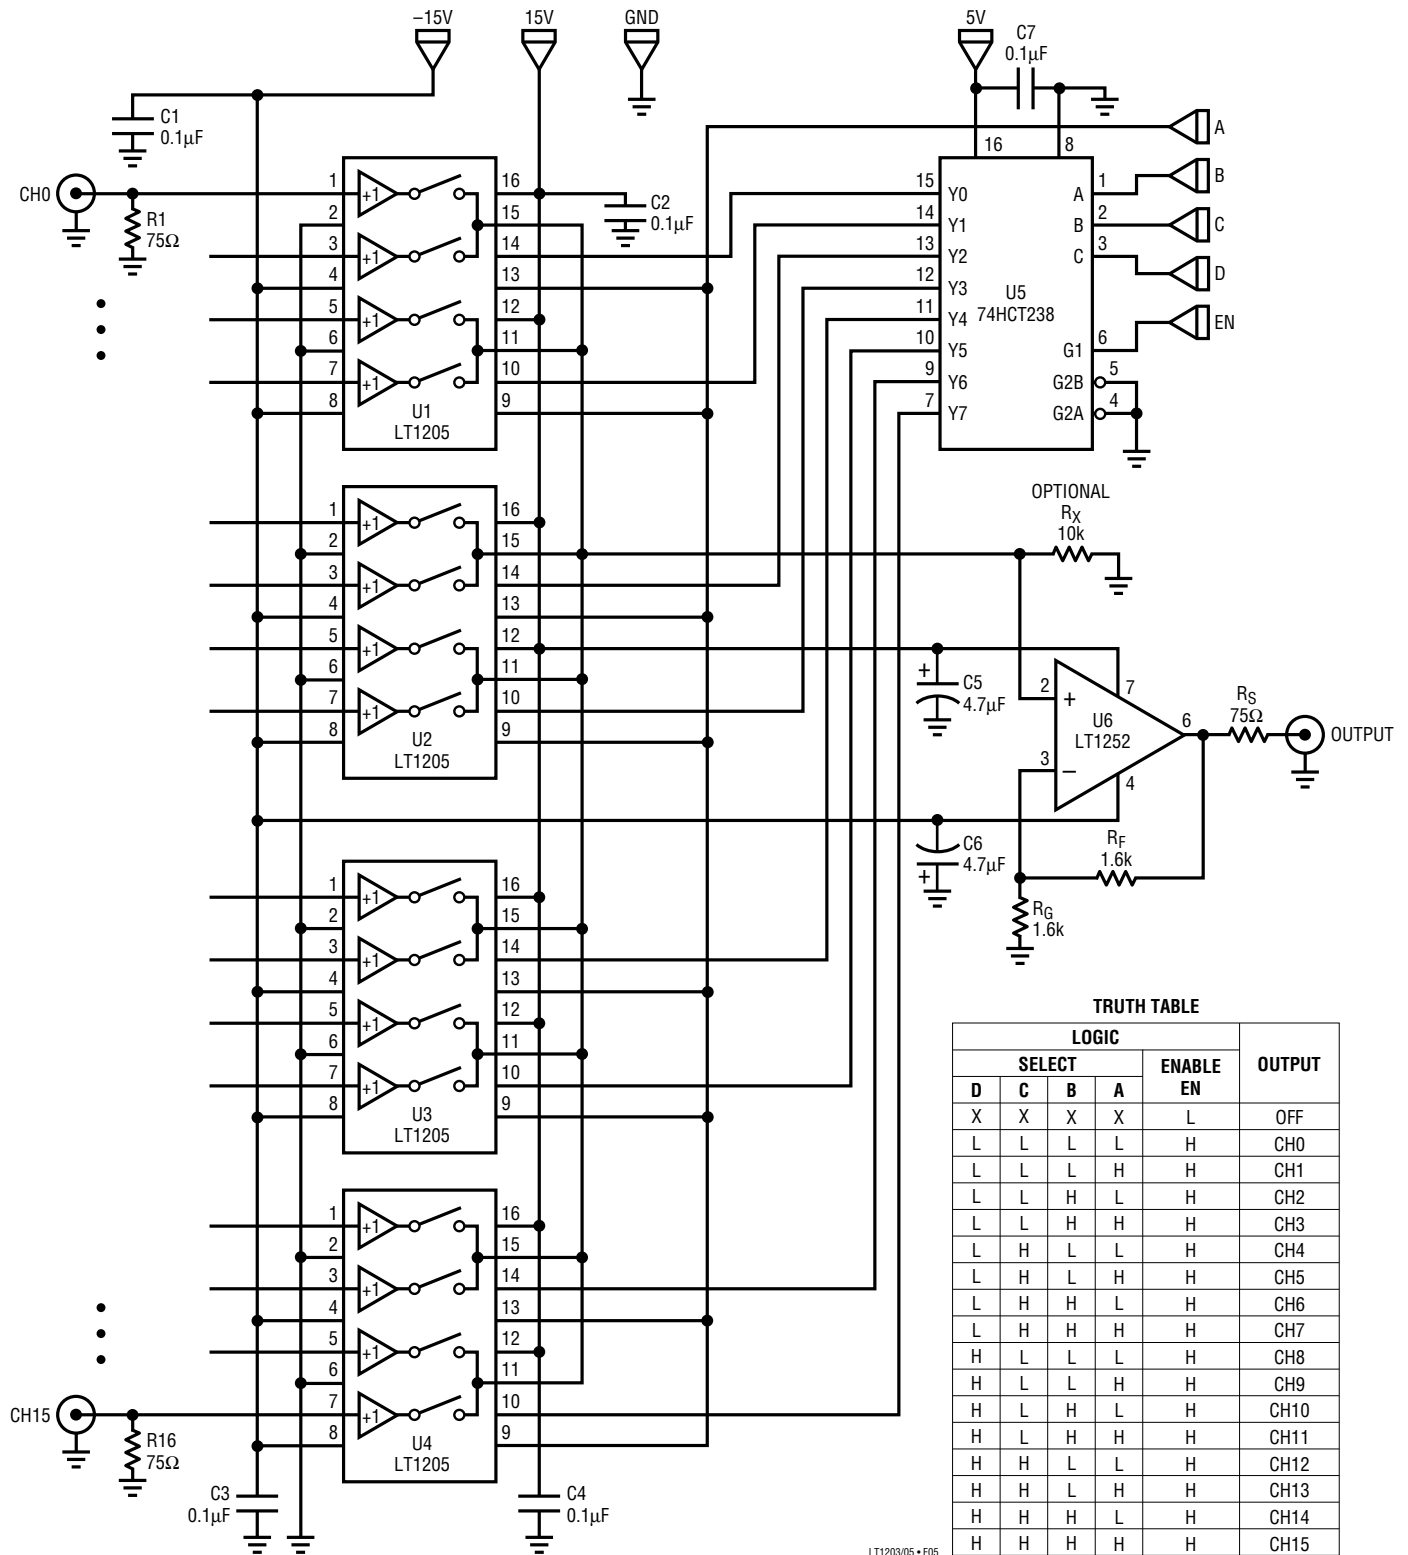 –15V 15V GND 5V
C7
0.1µF
C1
0.1µF
A
16 8
CH0
R1
75Ω
1 +1 16
2 15
3 +1 14
4 13
5 +1 12
6 11
7 +1 10
8 9
U1
LT1205
C2
0.1µF
15 Y0 A 1 B
14 Y1 B 2 C
13 Y2 C 3 D
12 Y3
11 Y4
10 Y5 G1 6 EN
9 Y6 G2B 5
7 Y7 G2A 4
U5
74HCT238
1 +1 16
2 15
3 +1 14
4 13
5 +1 12
6 11
7 +1 10
8 9
U2
LT1205
OPTIONAL
RX
10k
+
C5
4.7µF
2 + 7
U6
LT1252
6
3 – 4
RS
75Ω
OUTPUT
C6
4.7µF
+
RF
1.6k
RG
1.6k
1 +1 16
2 15
3 +1 14
4 13
5 +1 12
6 11
7 +1 10
8 9
U3
LT1205
1 +1 16
2 15
3 +1 14
4 13
5 +1 12
6 11
7 +1 10
8 9
U4
LT1205
CH15
R16
75Ω
C3
0.1µF
C4
0.1µF
TRUTH TABLE
LOGIC OUTPUT
SELECT ENABLE
D C B A EN
X X X X L OFF
L L L L H CH0
L L L H H CH1
L L H L H CH2
L L H H H CH3
L H L L H CH4
L H L H H CH5
L H H L H CH6
L H H H H CH7
H L L L H CH8
H L L H H CH9
H L H L H CH10
H L H H H CH11
H H L L H CH12
H H L H H CH13
H H H L H CH14
H H H H H CH15
LT1203/05 • F05